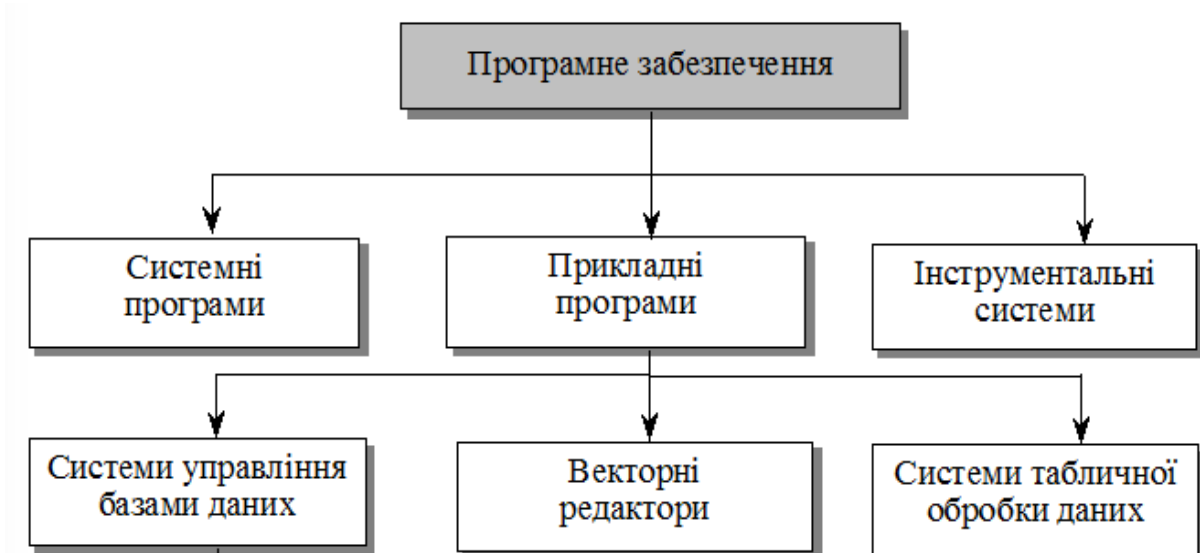 Програмне забезпечення
Системні
програми
Прикладні
програми
Інструментальні
системи
Системи управління
базами даних
Векторні
редактори
Системи табличної
обробки даних